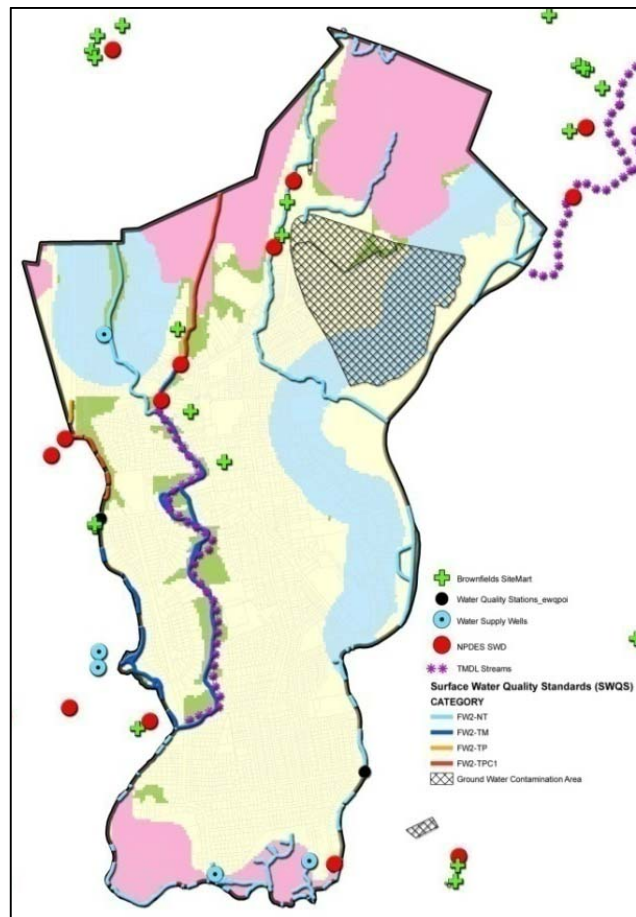 Brownfields SiteMart
Water Quality Stations_ewqpoi
Water Supply Wells
NPDES SWD
TMDL Streams
Surface Water Quality Standards (SWQS)
CATEGORY
FW2-NT
FW2-TM
FW2-TP
FW2-TPC1
Ground Water Contamination Area